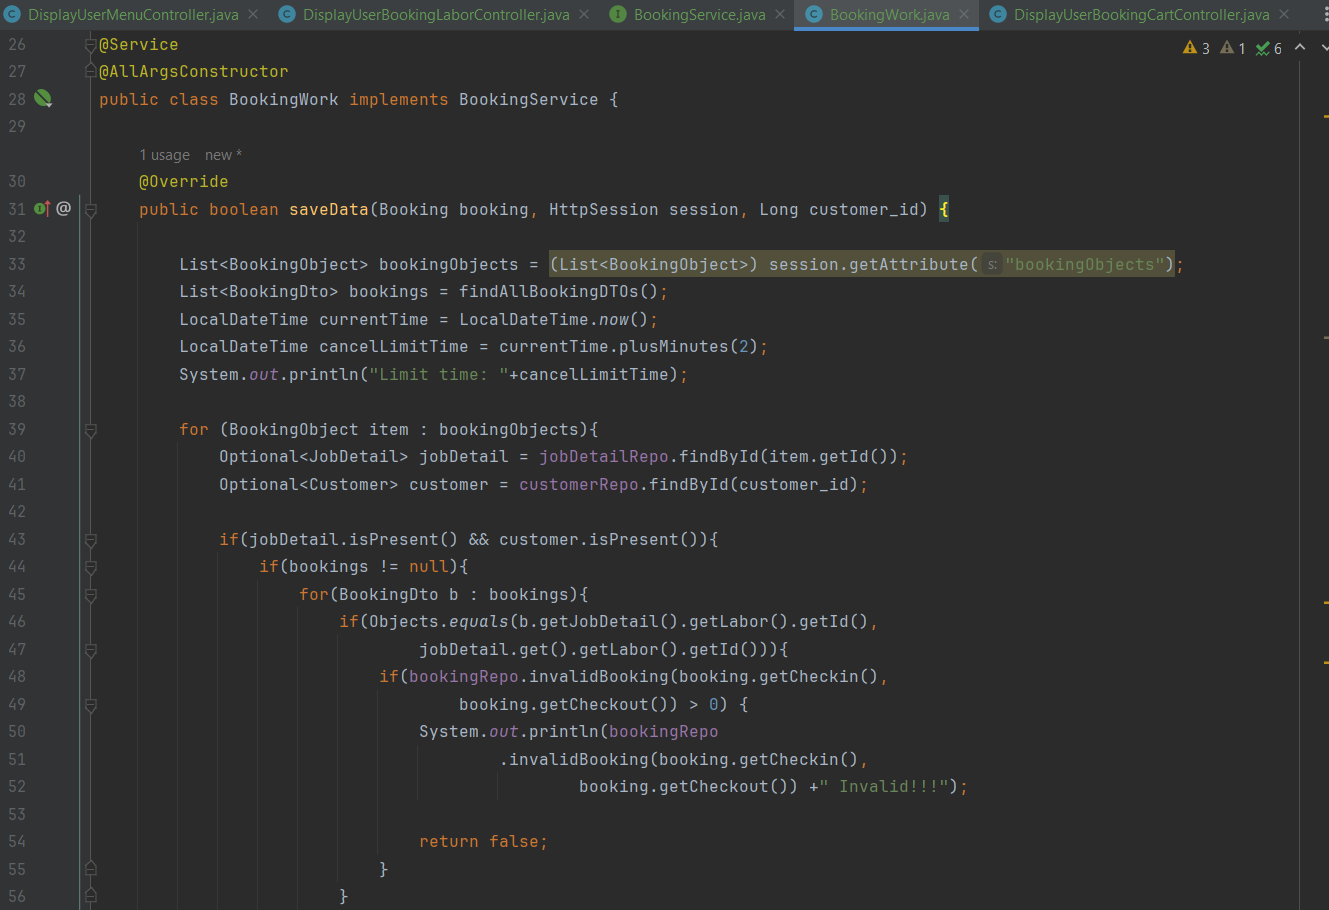 DisplayUserMenuController.java DisplayUserBookingLaborController.java BookingService.java BookingWork.java DisplayUserBookingCartController.java
3 1 6
26 @Service
27 @AllArgsConstructor
28 public class BookingWork implements BookingService {
29
1 usage new *
30 @Override
31 public boolean saveData(Booking booking, HttpSession session, Long customer_id) {
32
33 List<BookingObject> bookingObjects = (List<BookingObject>) session.getAttribute( s: "bookingObjects");
34 List<BookingDto> bookings = findAllBookingDTOs();
35 LocalDateTime currentTime = LocalDateTime.now();
36 LocalDateTime cancelLimitTime = currentTime.plusMinutes(2);
37 System.out.println("Limit time: "+cancelLimitTime);
38
39 for (BookingObject item : bookingObjects){
40 Optional<JobDetail> jobDetail = jobDetailRepo.findById(item.getId());
41 Optional<Customer> customer = customerRepo.findById(customer_id);
42
43 if(jobDetail.isPresent() && customer.isPresent()){
44 if(bookings != null){
45 for(BookingDto b : bookings){
46 if(Objects.equals(b.getJobDetail().getLabor().getId(),
47 jobDetail.get().getLabor().getId())){
48 if(bookingRepo.invalidBooking(booking.getCheckin(),
49 booking.getCheckout()) > 0) {
50 System.out.println(bookingRepo
51 .invalidBooking(booking.getCheckin(),
52 booking.getCheckout()) +" Invalid!!!");
53
54 return false;
55 }
56 }